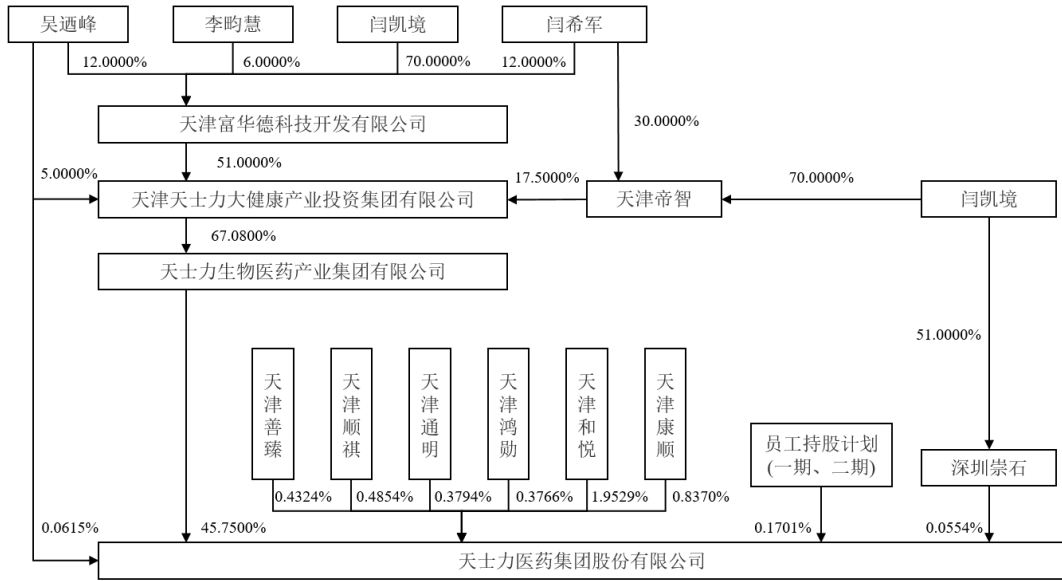 吴迺峰
李畇慧
闫凯境
闫希军
12.0000%
6.0000%
70.0000%
12.0000%
天津富华德科技开发有限公司
30.0000%
51.0000%
5.0000%
17.5000%
70.0000%
天津天士力大健康产业投资集团有限公司
天津帝智
闫凯境
67.0800%
天士力生物医药产业集团有限公司
51.0000%
天津善臻
天津顺祺
天津通明
天津鸿勋
天津和悦
天津康顺
员工持股计划
(一期、二期)
深圳崇石
0.4324%
0.4854%
0.3794%
0.3766%
1.9529%
0.8370%
0.0615%
45.7500%
0.1701%
0.0554%
天士力医药集团股份有限公司